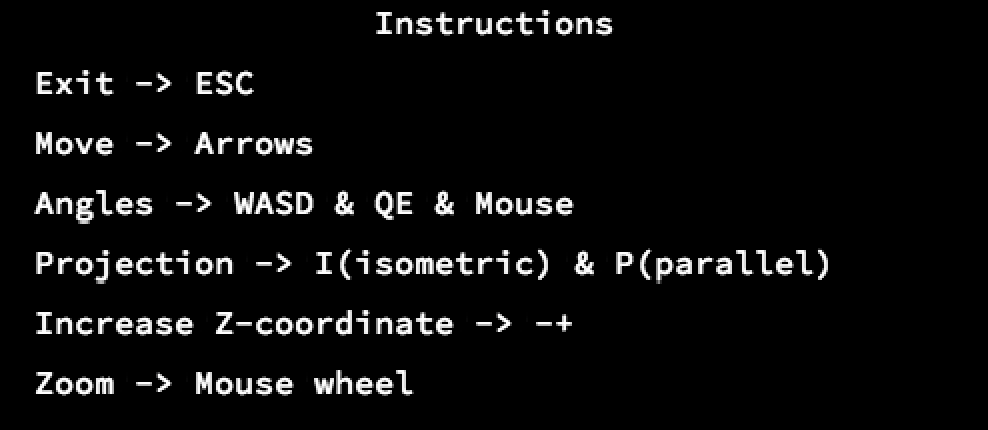 Instructions
Exit -> ESC
Move -> Arrows
Angles -> WASD & QE & Mouse
Projection -> I(isometric) & P(parallel)
Increase Z-coordinate -> -+
Zoom -> Mouse wheel